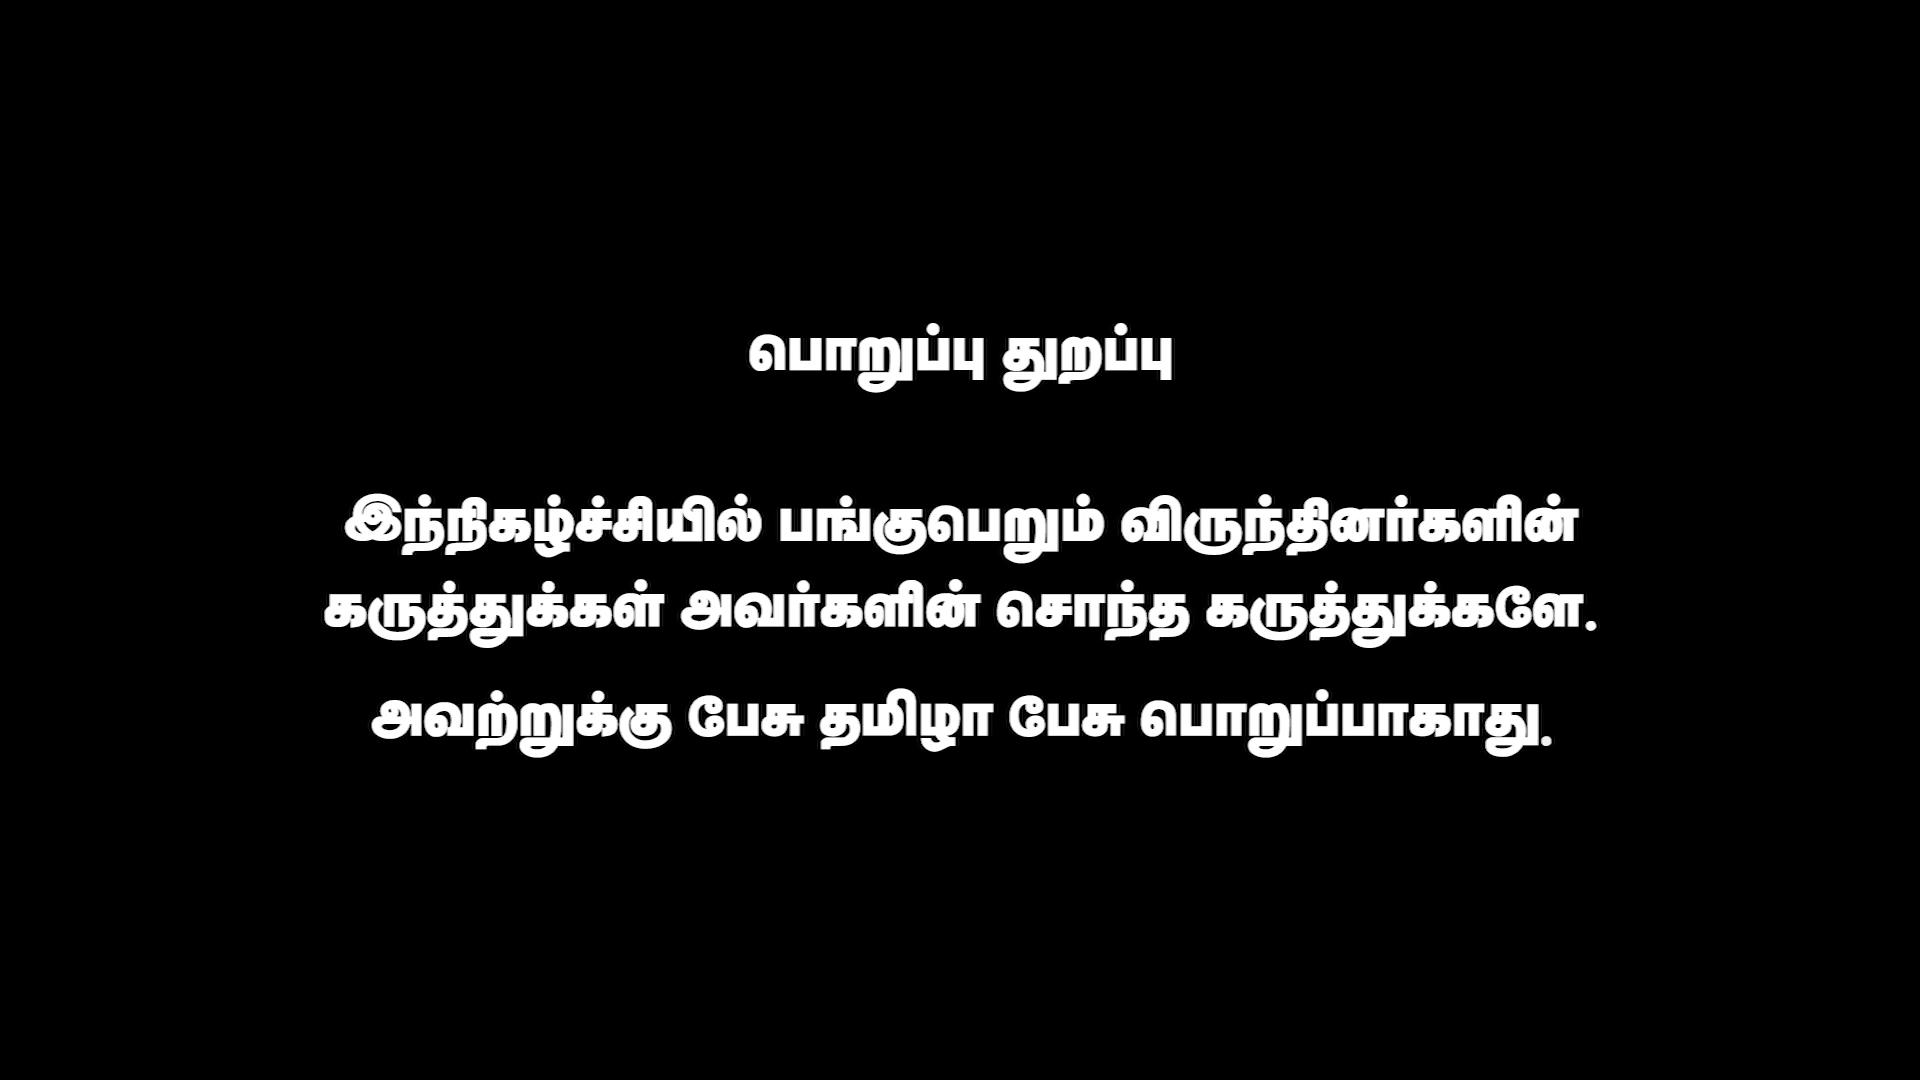 பொறுப்பு துறப்பு
இந்நிகழ்ச்சியில் பங்குபெறும் விருந்தினர்களின்
கருத்துக்கள் அவர்களின் சொந்த கருத்துக்களே.
அவற்றுக்கு பேசு தமிழா பேசு பொறுப்பாகாது.